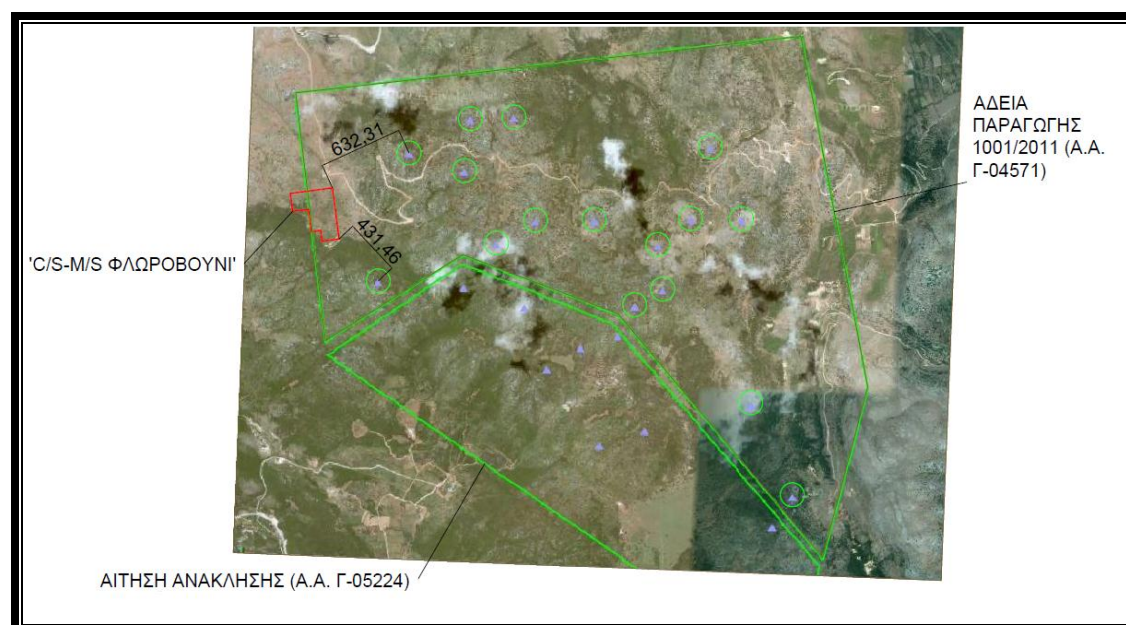 ΑΔΕΙΑ
ΠΑΡΑΓΩΓΗΣ
1001/2011 (Α.Α.
Γ-04571)
632,31
431,46
'C/S-M/S ΦΛΩΡΟΒΟΥΝΙ'
ΑΙΤΗΣΗ ΑΝΑΚΛΗΣΗΣ (Α.Α. Γ-05224)